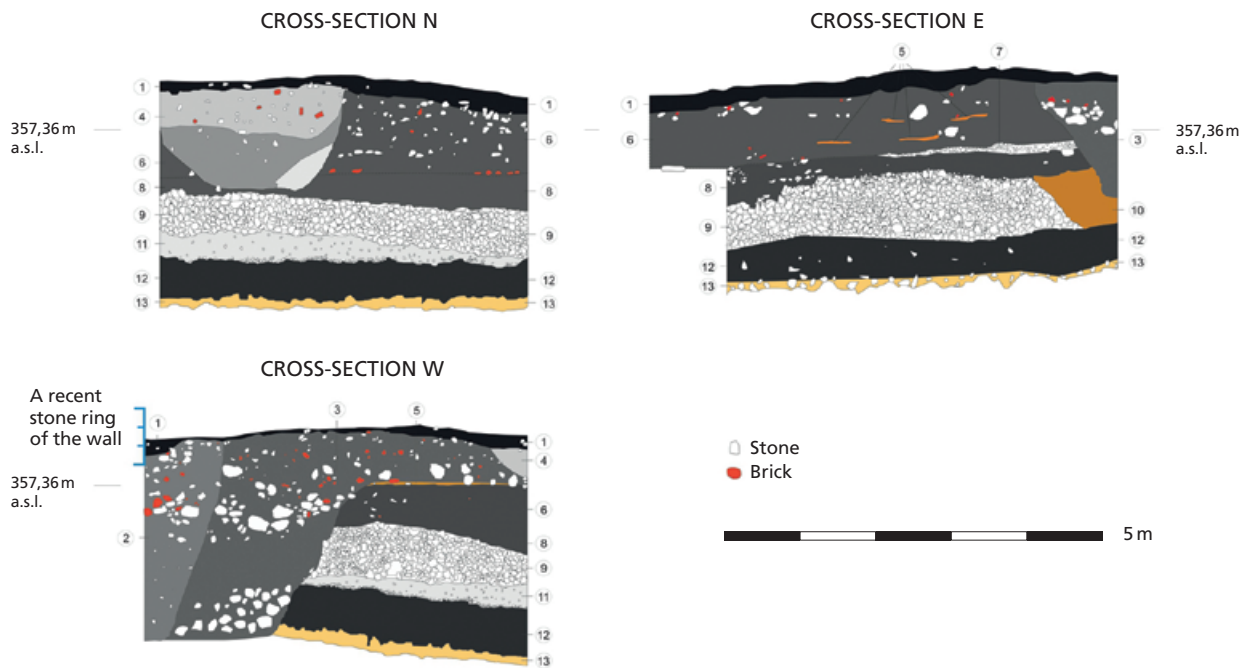 CROSS-SECTION N
1
4
6
8
9
11
12
13
1
6
8
9
12
13
357,36 m
a.s.l.
CROSS-SECTION E
5
7
1
6
8
9
12
13
3
10
12
13
357,36 m
a.s.l.
CROSS-SECTION W
A recent
stone ring
of the wall
1
3
5
357,36 m
a.s.l.
2
1
4
6
8
9
11
12
13
Stone
Brick
5 m